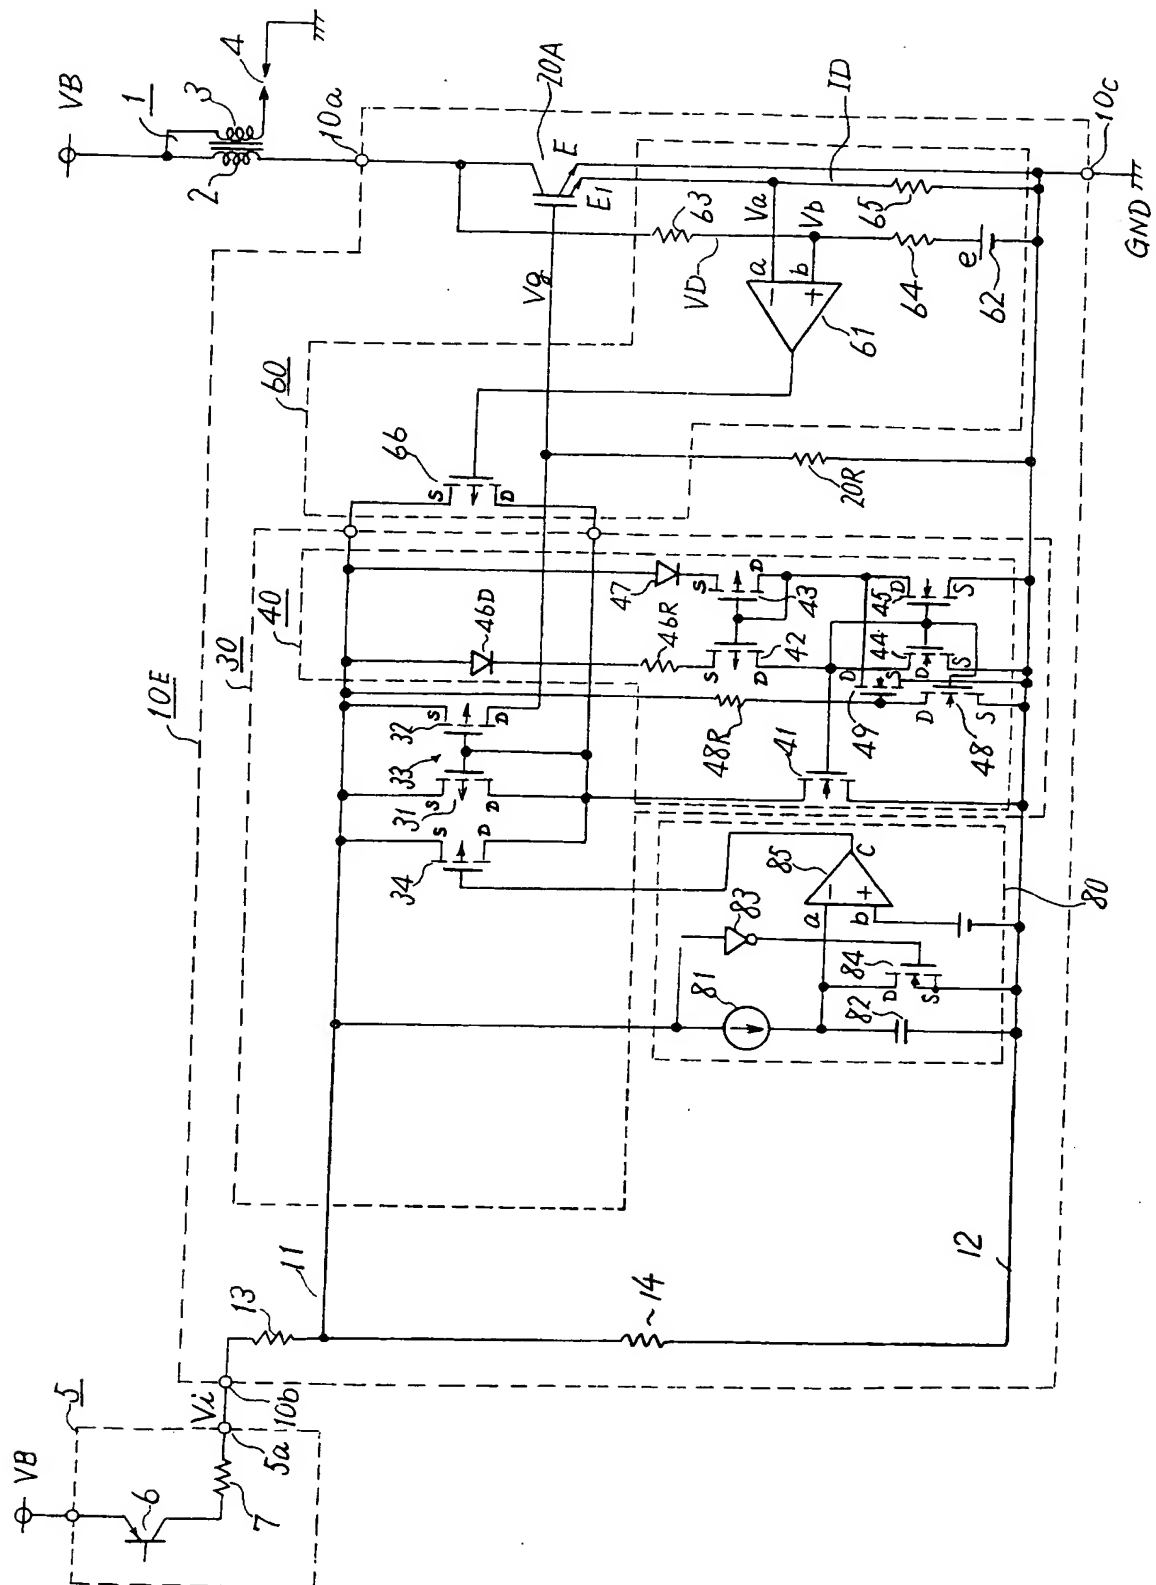 VB
1
3
4
2
10a
20A
E
E1
1D
10c
Va
Vb
65
63
VD
a
b
−
+
61
64
e
62
GND
Vg
60
66
S
D
20R
10E
30
40
47
S
D
43
46D
46R
S
D
42
45
D
S
44
D
S
49
D
S
48
D
S
48R
41
32
S
D
33
31
S
D
34
S
D
85
c
a
b
−
+
83
84
D
S
81
82
80
11
12
13
14
Vi
10b
5
5a
VB
6
7